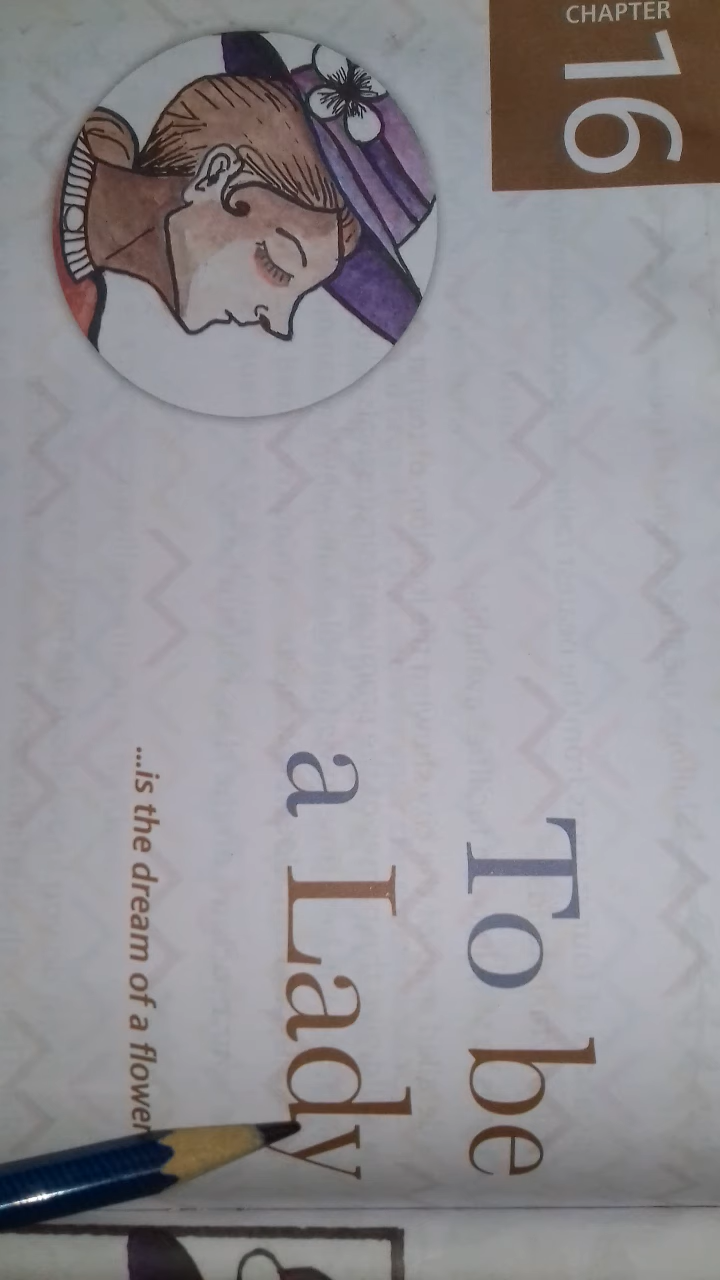 CHAPTER
16
To be
a Lady
...is the dream of a flower